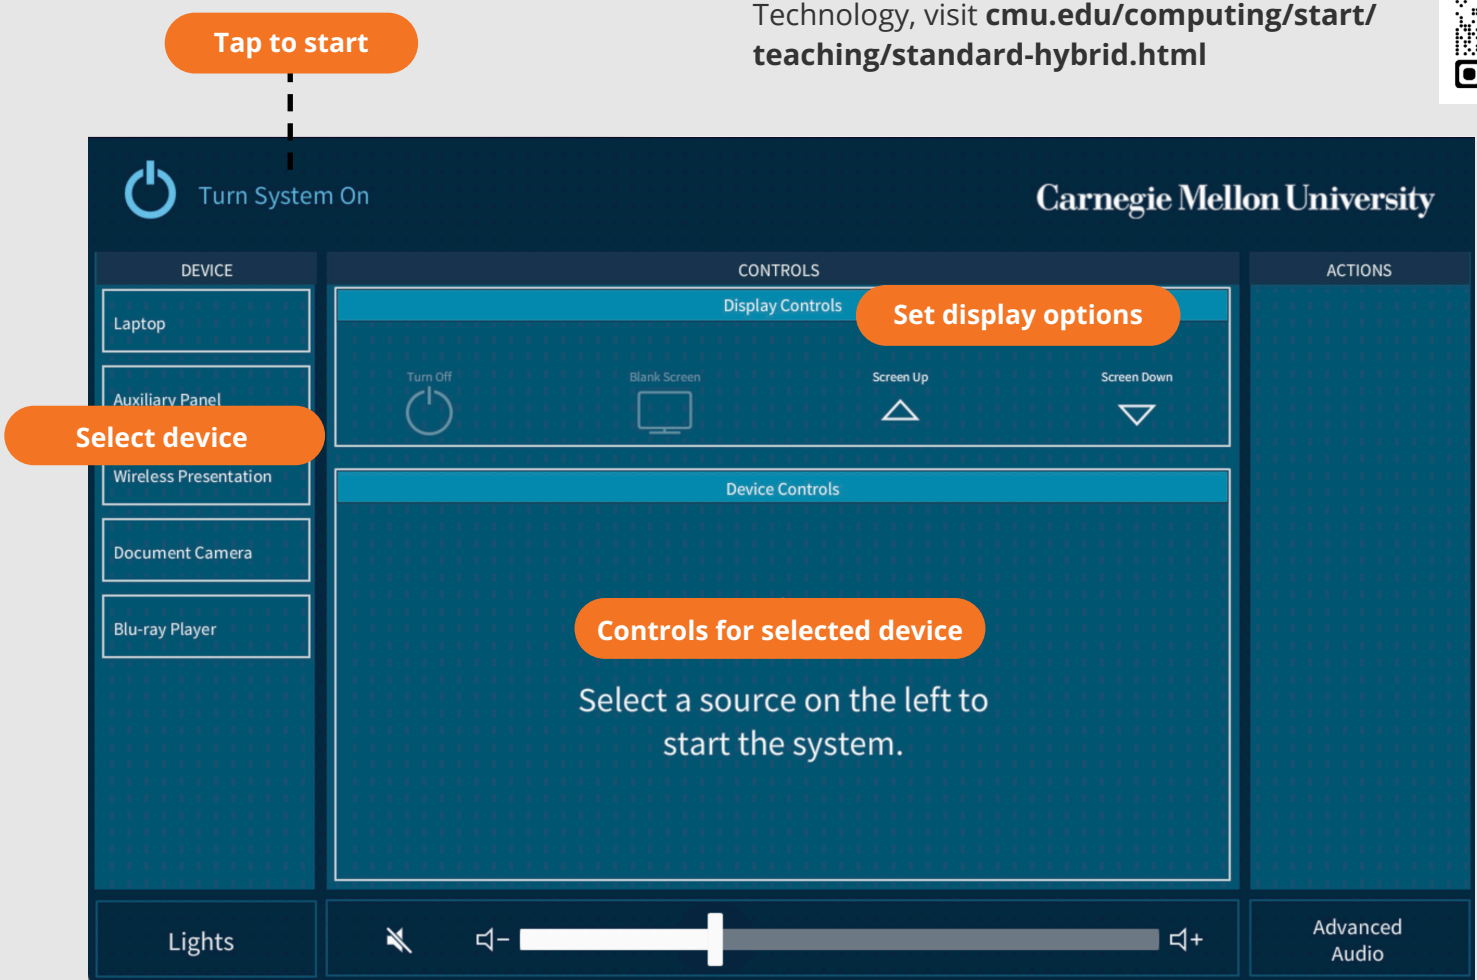 Technology, visit cmu.edu/computing/start/
teaching/standard-hybrid.html
Tap to start
Turn System On
Carnegie Mellon University
DEVICE
CONTROLS
ACTIONS
Laptop
Auxiliary Panel
Select device
Wireless Presentation
Document Camera
Blu-ray Player
Display Controls
Set display options
Turn Off
Blank Screen
Screen Up
Screen Down
Device Controls
Controls for selected device
Select a source on the left to
start the system.
Lights
Advanced
Audio